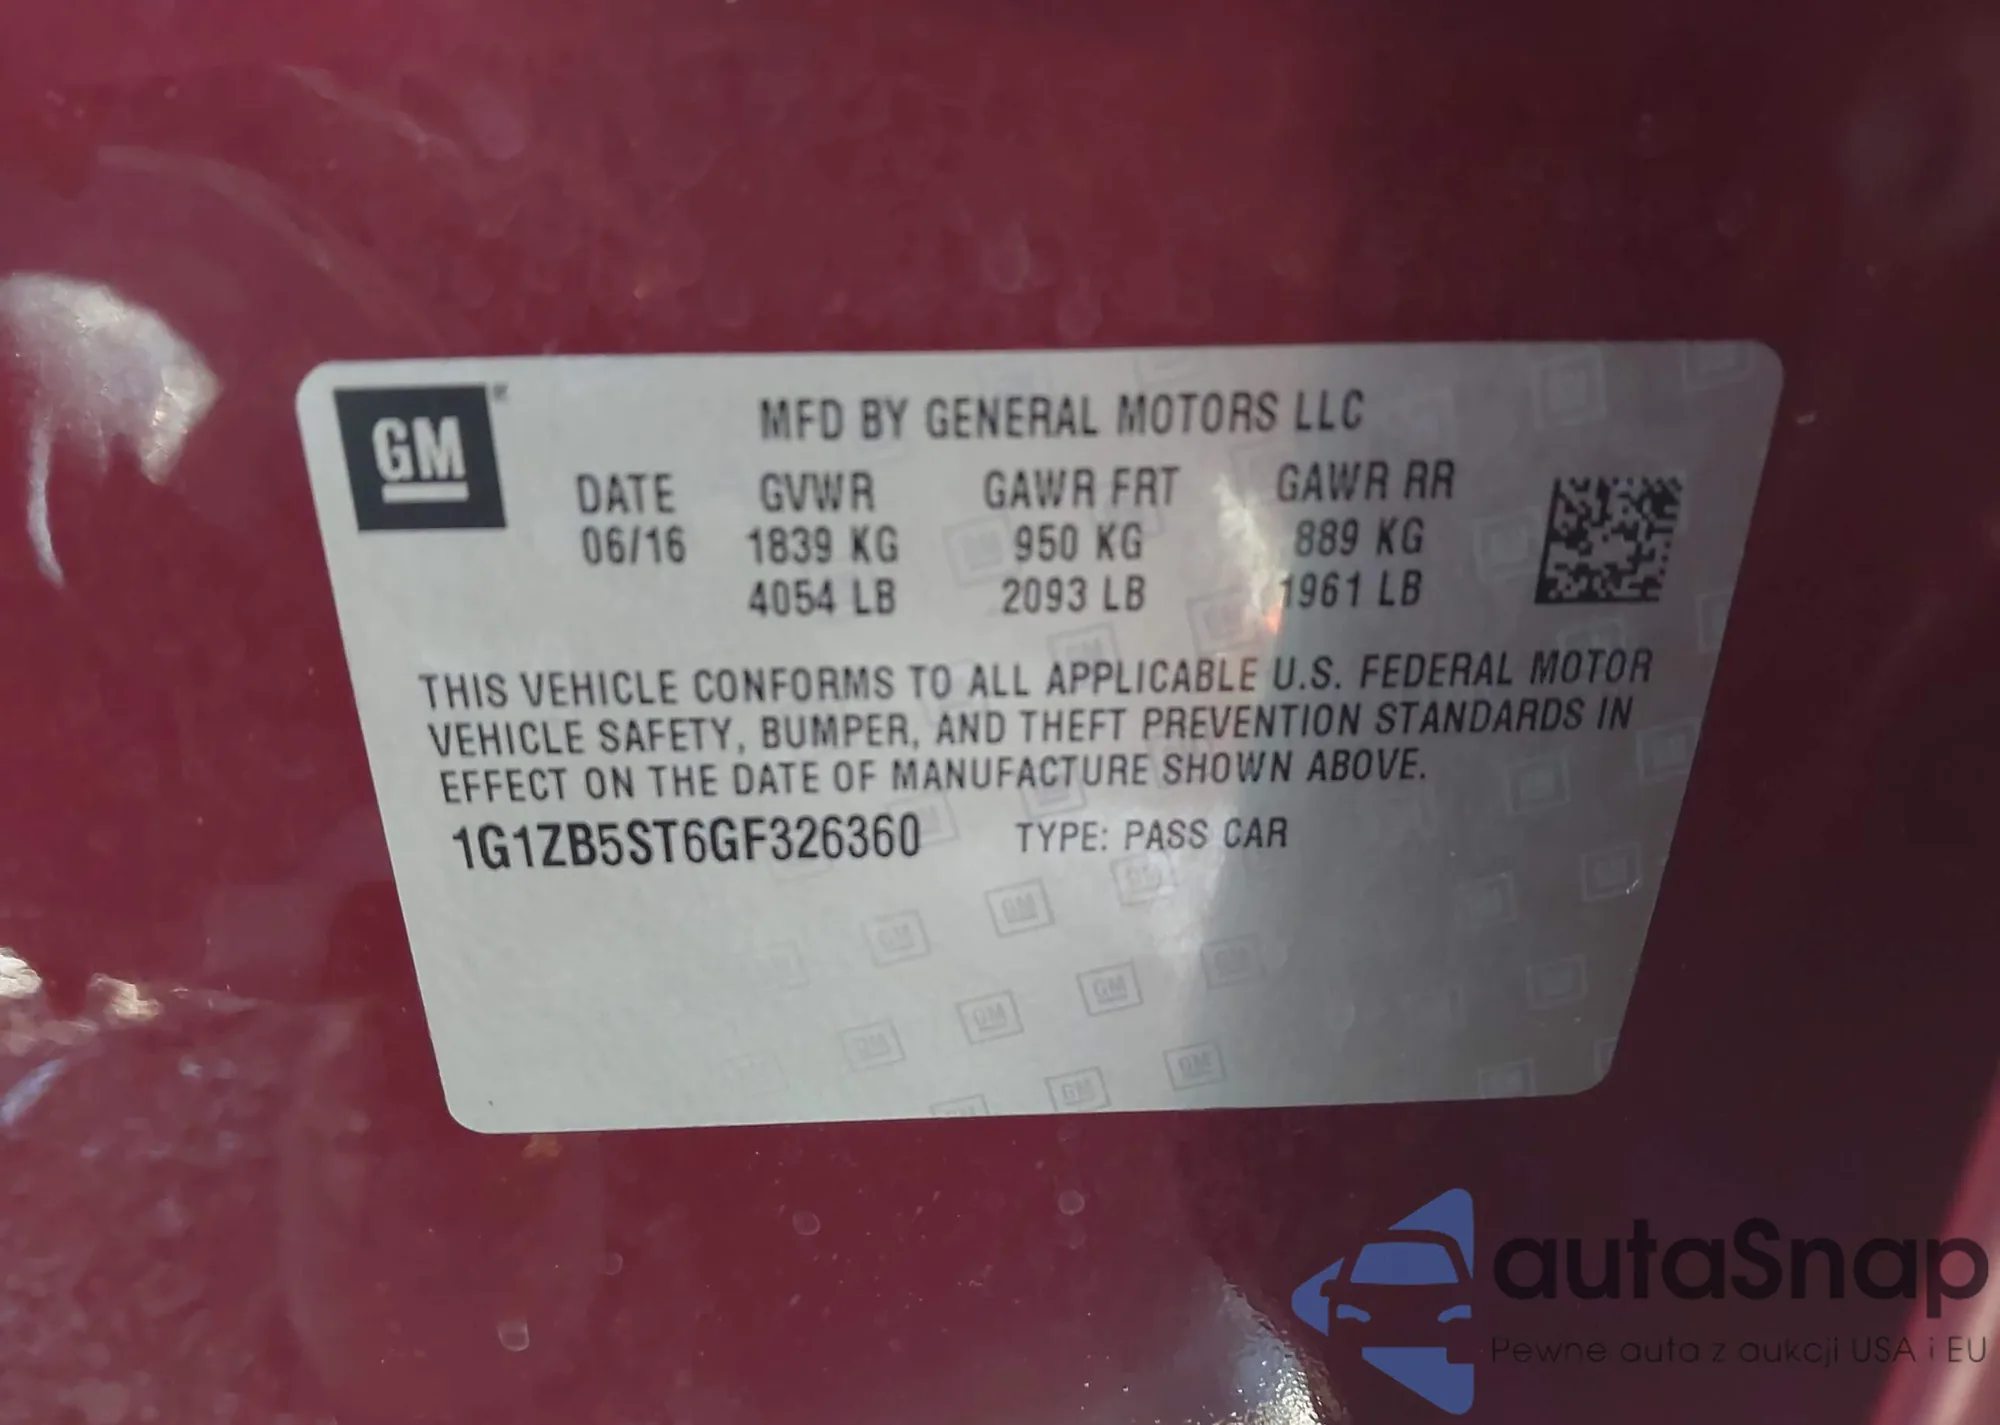 GM
MFD BY GENERAL MOTORS LLC
DATE GVWR GAWR FRT GAWR RR
06/16 1839 KG 950 KG 889 KG
4054 LB 2093 LB 1961 LB
THIS VEHICLE CONFORMS TO ALL APPLICABLE U.S. FEDERAL MOTOR
VEHICLE SAFETY, BUMPER, AND THEFT PREVENTION STANDARDS IN
EFFECT ON THE DATE OF MANUFACTURE SHOWN ABOVE.
1G1ZB5ST6GF326360 TYPE: PASS CAR
autaSnap
Pewne auta z aukcji USA i EU